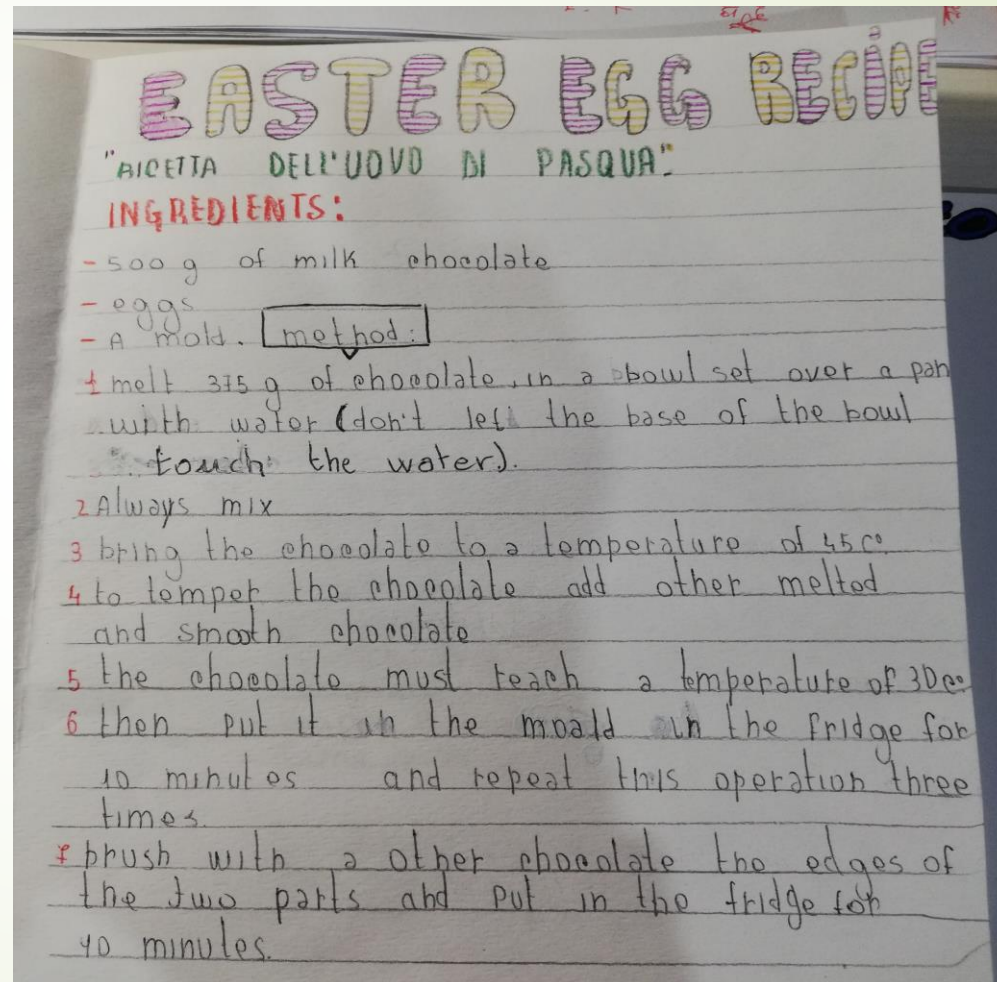 EASTER EGG RECIPE
"RICETTA DELL'UOVO DI PASQUA".
INGREDIENTS:
- 500 g of milk chocolate
- eggs
- A mold. method:
1 melt 375 g of chocolate, in a bowl set over a pan
with water (don't let the base of the bowl
touch the water).
2 Always mix
3 bring the chocolate to a temperature of 45 c°
4 to temper the chocolate add other melted
and smooth chocolate
5 the chocolate must reach a temperature of 30 c°
6 then put it in the moald in the fridge for
10 minutes and repeat this operation three
times.
7 brush with a other chocolate the edges of
the two parts and put in the fridge for
10 minutes.